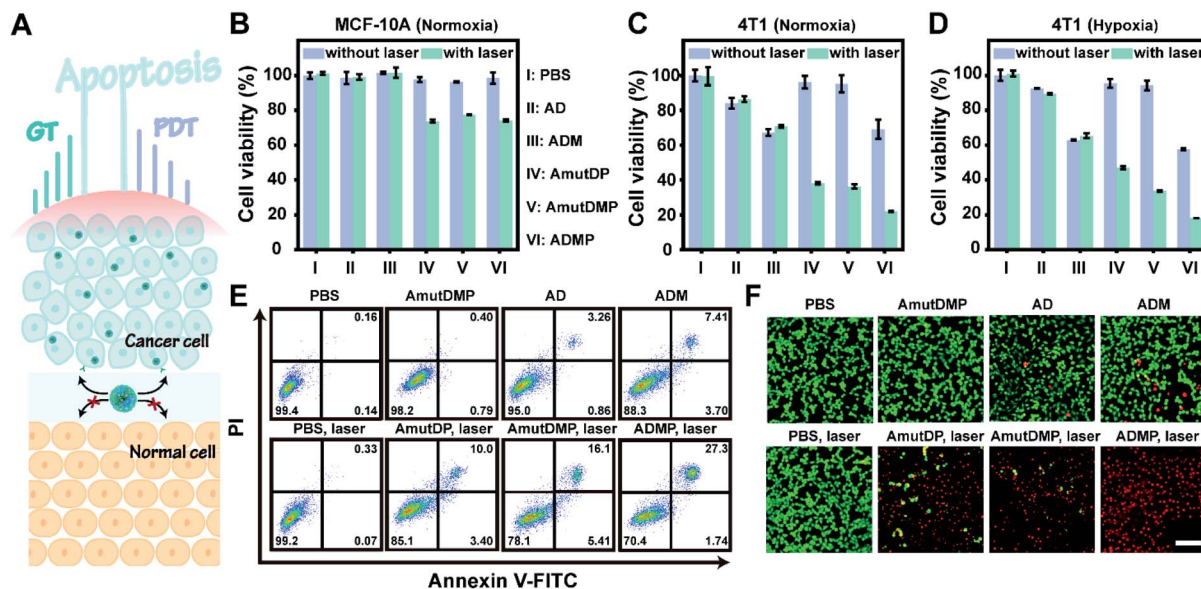 A
Apoptosis
GT
PDT
Cancer cell
Normal cell
B
MCF-10A (Normoxia)
without laser
with laser
Cell viability (%)
100
80
60
40
20
0
I
II
III
IV
V
VI
I: PBS
II: AD
III: ADM
IV: AmutDP
V: AmutDMP
VI: ADMP
C
4T1 (Normoxia)
without laser
with laser
Cell viability (%)
100
80
60
40
20
0
I
II
III
IV
V
VI
D
4T1 (Hypoxia)
without laser
with laser
Cell viability (%)
100
80
60
40
20
0
I
II
III
IV
V
VI
E
PI
PBS
0.16
99.4
0.14
AmutDMP
0.40
98.2
0.79
AD
3.26
95.0
0.86
ADM
7.41
88.3
3.70
PBS, laser
0.33
99.2
0.07
AmutDP, laser
10.0
85.1
3.40
AmutDMP, laser
16.1
78.1
5.41
ADMP, laser
27.3
70.4
1.74
Annexin V-FITC
F
PBS
AmutDMP
AD
ADM
PBS, laser
AmutDP, laser
AmutDMP, laser
ADMP, laser